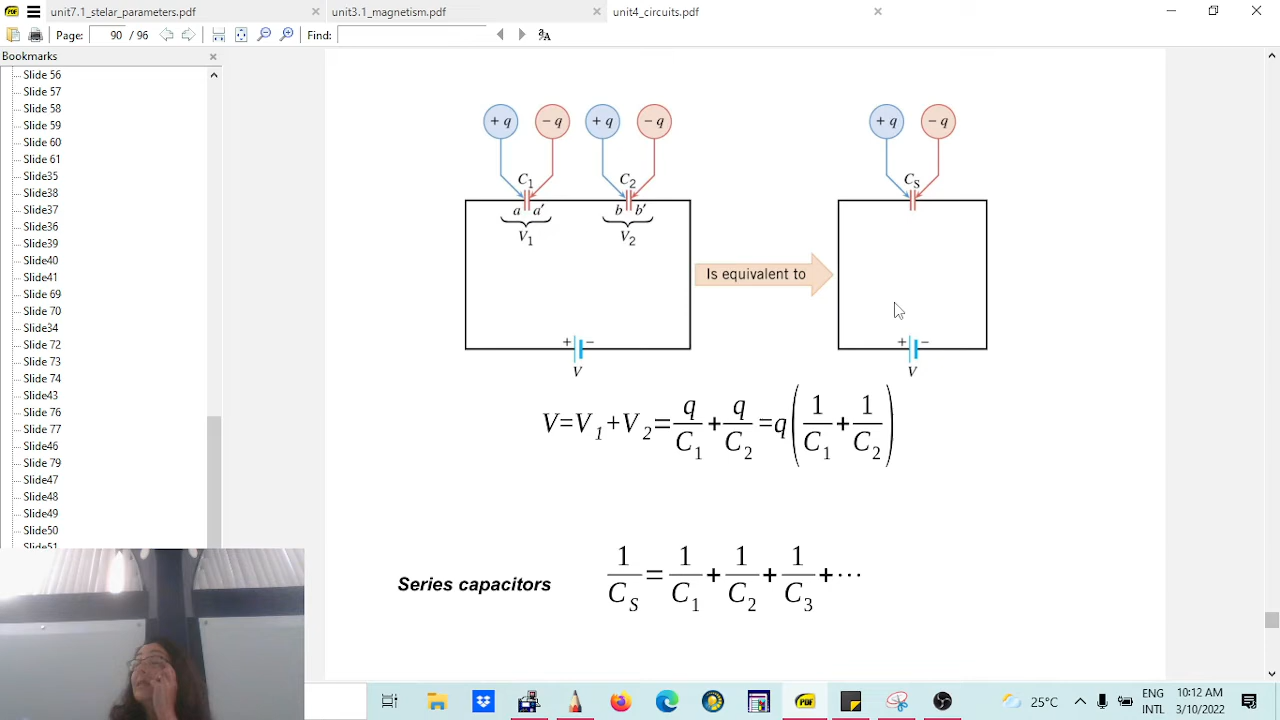 unit7.1_stelar_parameters.pdf
unit3.1_magnetism.pdf
unit4_circuits.pdf
Page: 90 / 96
Find:
Bookmarks
Slide 56
Slide 57
Slide 58
Slide 59
Slide 60
Slide 61
Slide35
Slide38
Slide37
Slide36
Slide39
Slide40
Slide41
Slide 69
Slide 70
Slide34
Slide 72
Slide 73
Slide 74
Slide43
Slide 76
Slide 77
Slide46
Slide 79
Slide47
Slide48
Slide49
Slide50
Slide51
+ q − q + q − q
C1 C2
a a′ b b′
V1 V2
+ −
V
Is equivalent to
+ q − q
CS
+ −
V
V=V1+V2=q/C1+q/C2=q(1/C1+1/C2)
Series capacitors 1/CS=1/C1+1/C2+1/C3+⋯
25°C
ENG
INTL
10:12 AM
3/10/2022